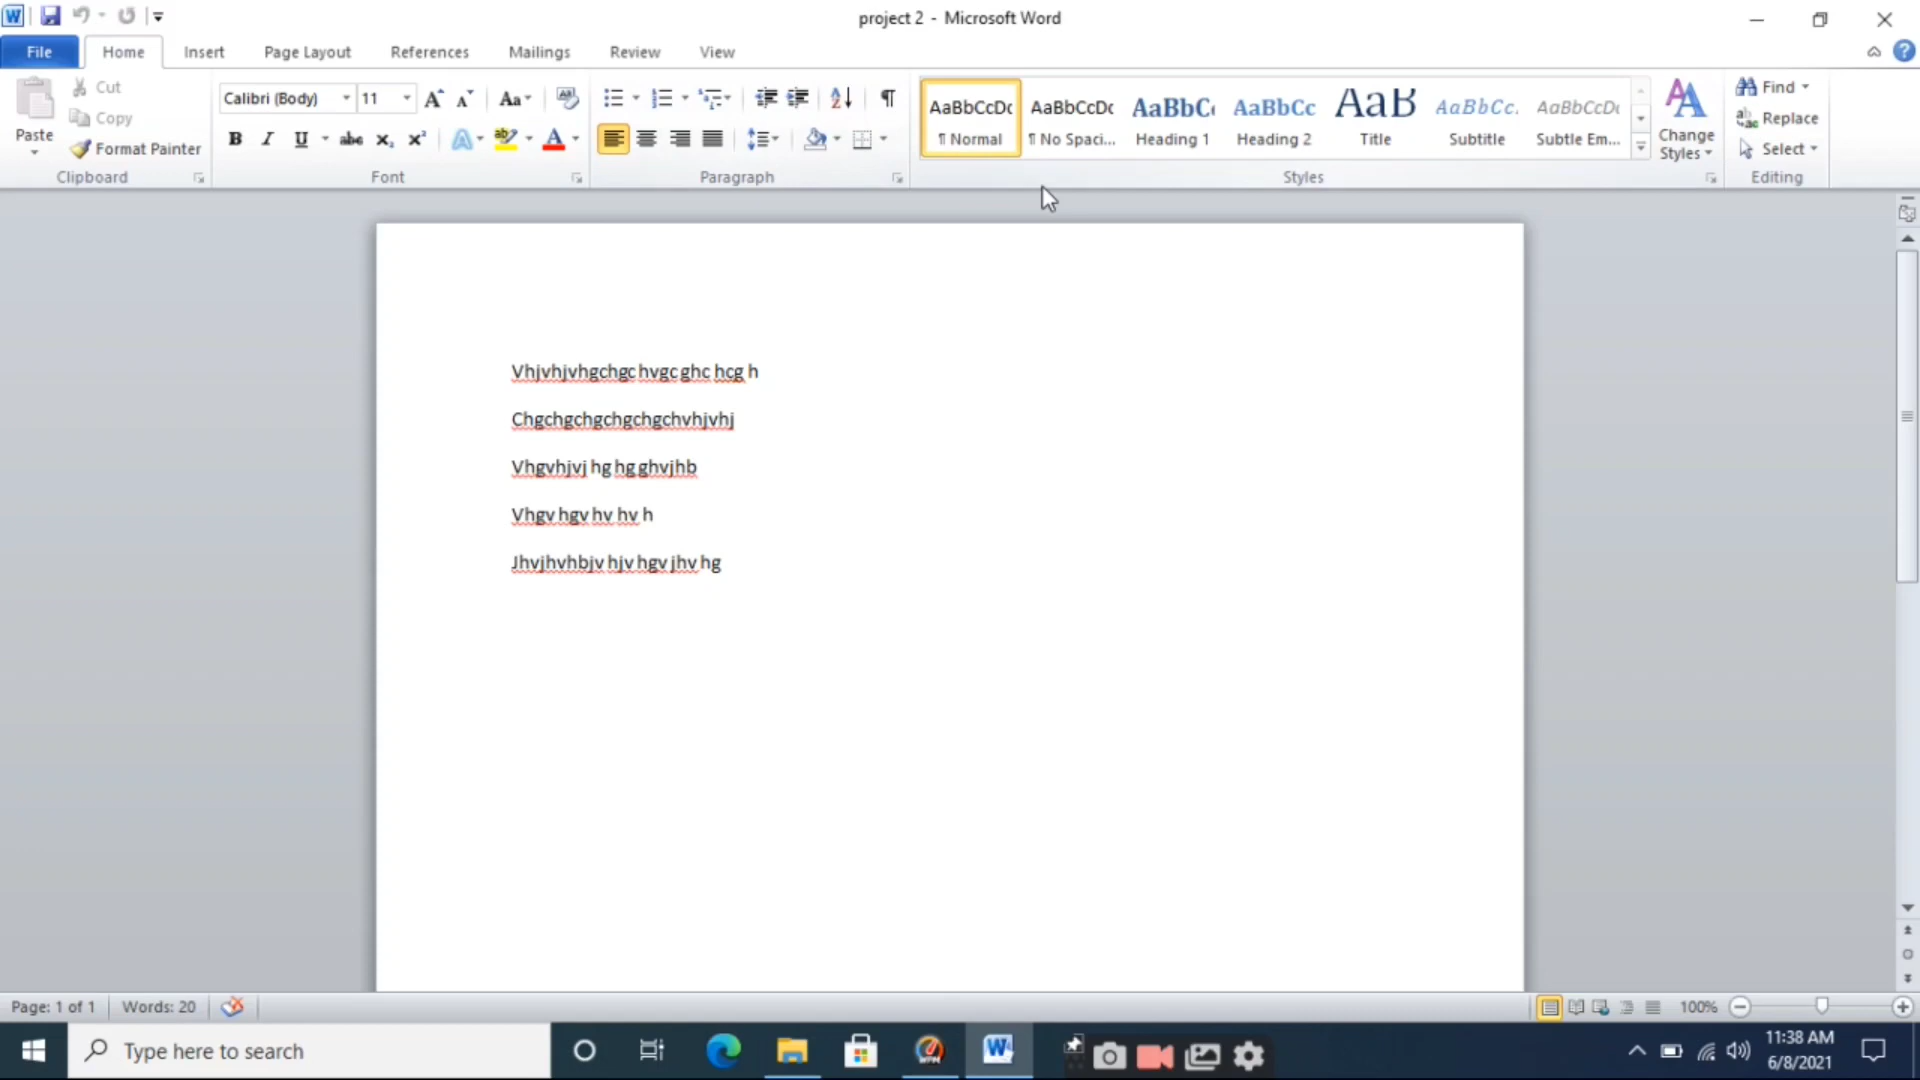 project 2 - Microsoft Word
File Home Insert Page Layout References Mailings Review View
Paste
Cut
Copy
Format Painter
Clipboard
Calibri (Body) 11
Font
Paragraph
AaBbCcDc AaBbCcDc AaBbC AaBbCc AaB AaBbCc. AaBbCcDc
¶ Normal ¶ No Spaci... Heading 1 Heading 2 Title Subtitle Subtle Em...
Change Styles
Styles
Find
Replace
Select
Editing
Vhjvhjvhgchgc hvgc ghc hcg h
Chgchgchgchgchgchvhjvhj
Vhgvhjvj hg hg ghvjhb
Vhgv hgv hv hv h
Jhvjhvhbjv hjv hgv jhv hg
Page: 1 of 1 Words: 20 100%
Type here to search
11:38 AM
6/8/2021